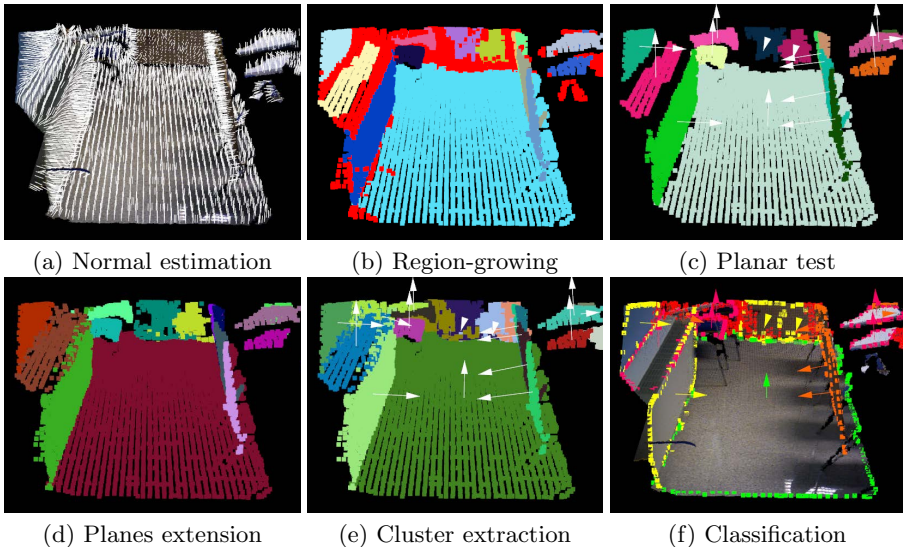 (a) Normal estimation
(b) Region-growing
(c) Planar test
(d) Planes extension
(e) Cluster extraction
(f) Classification